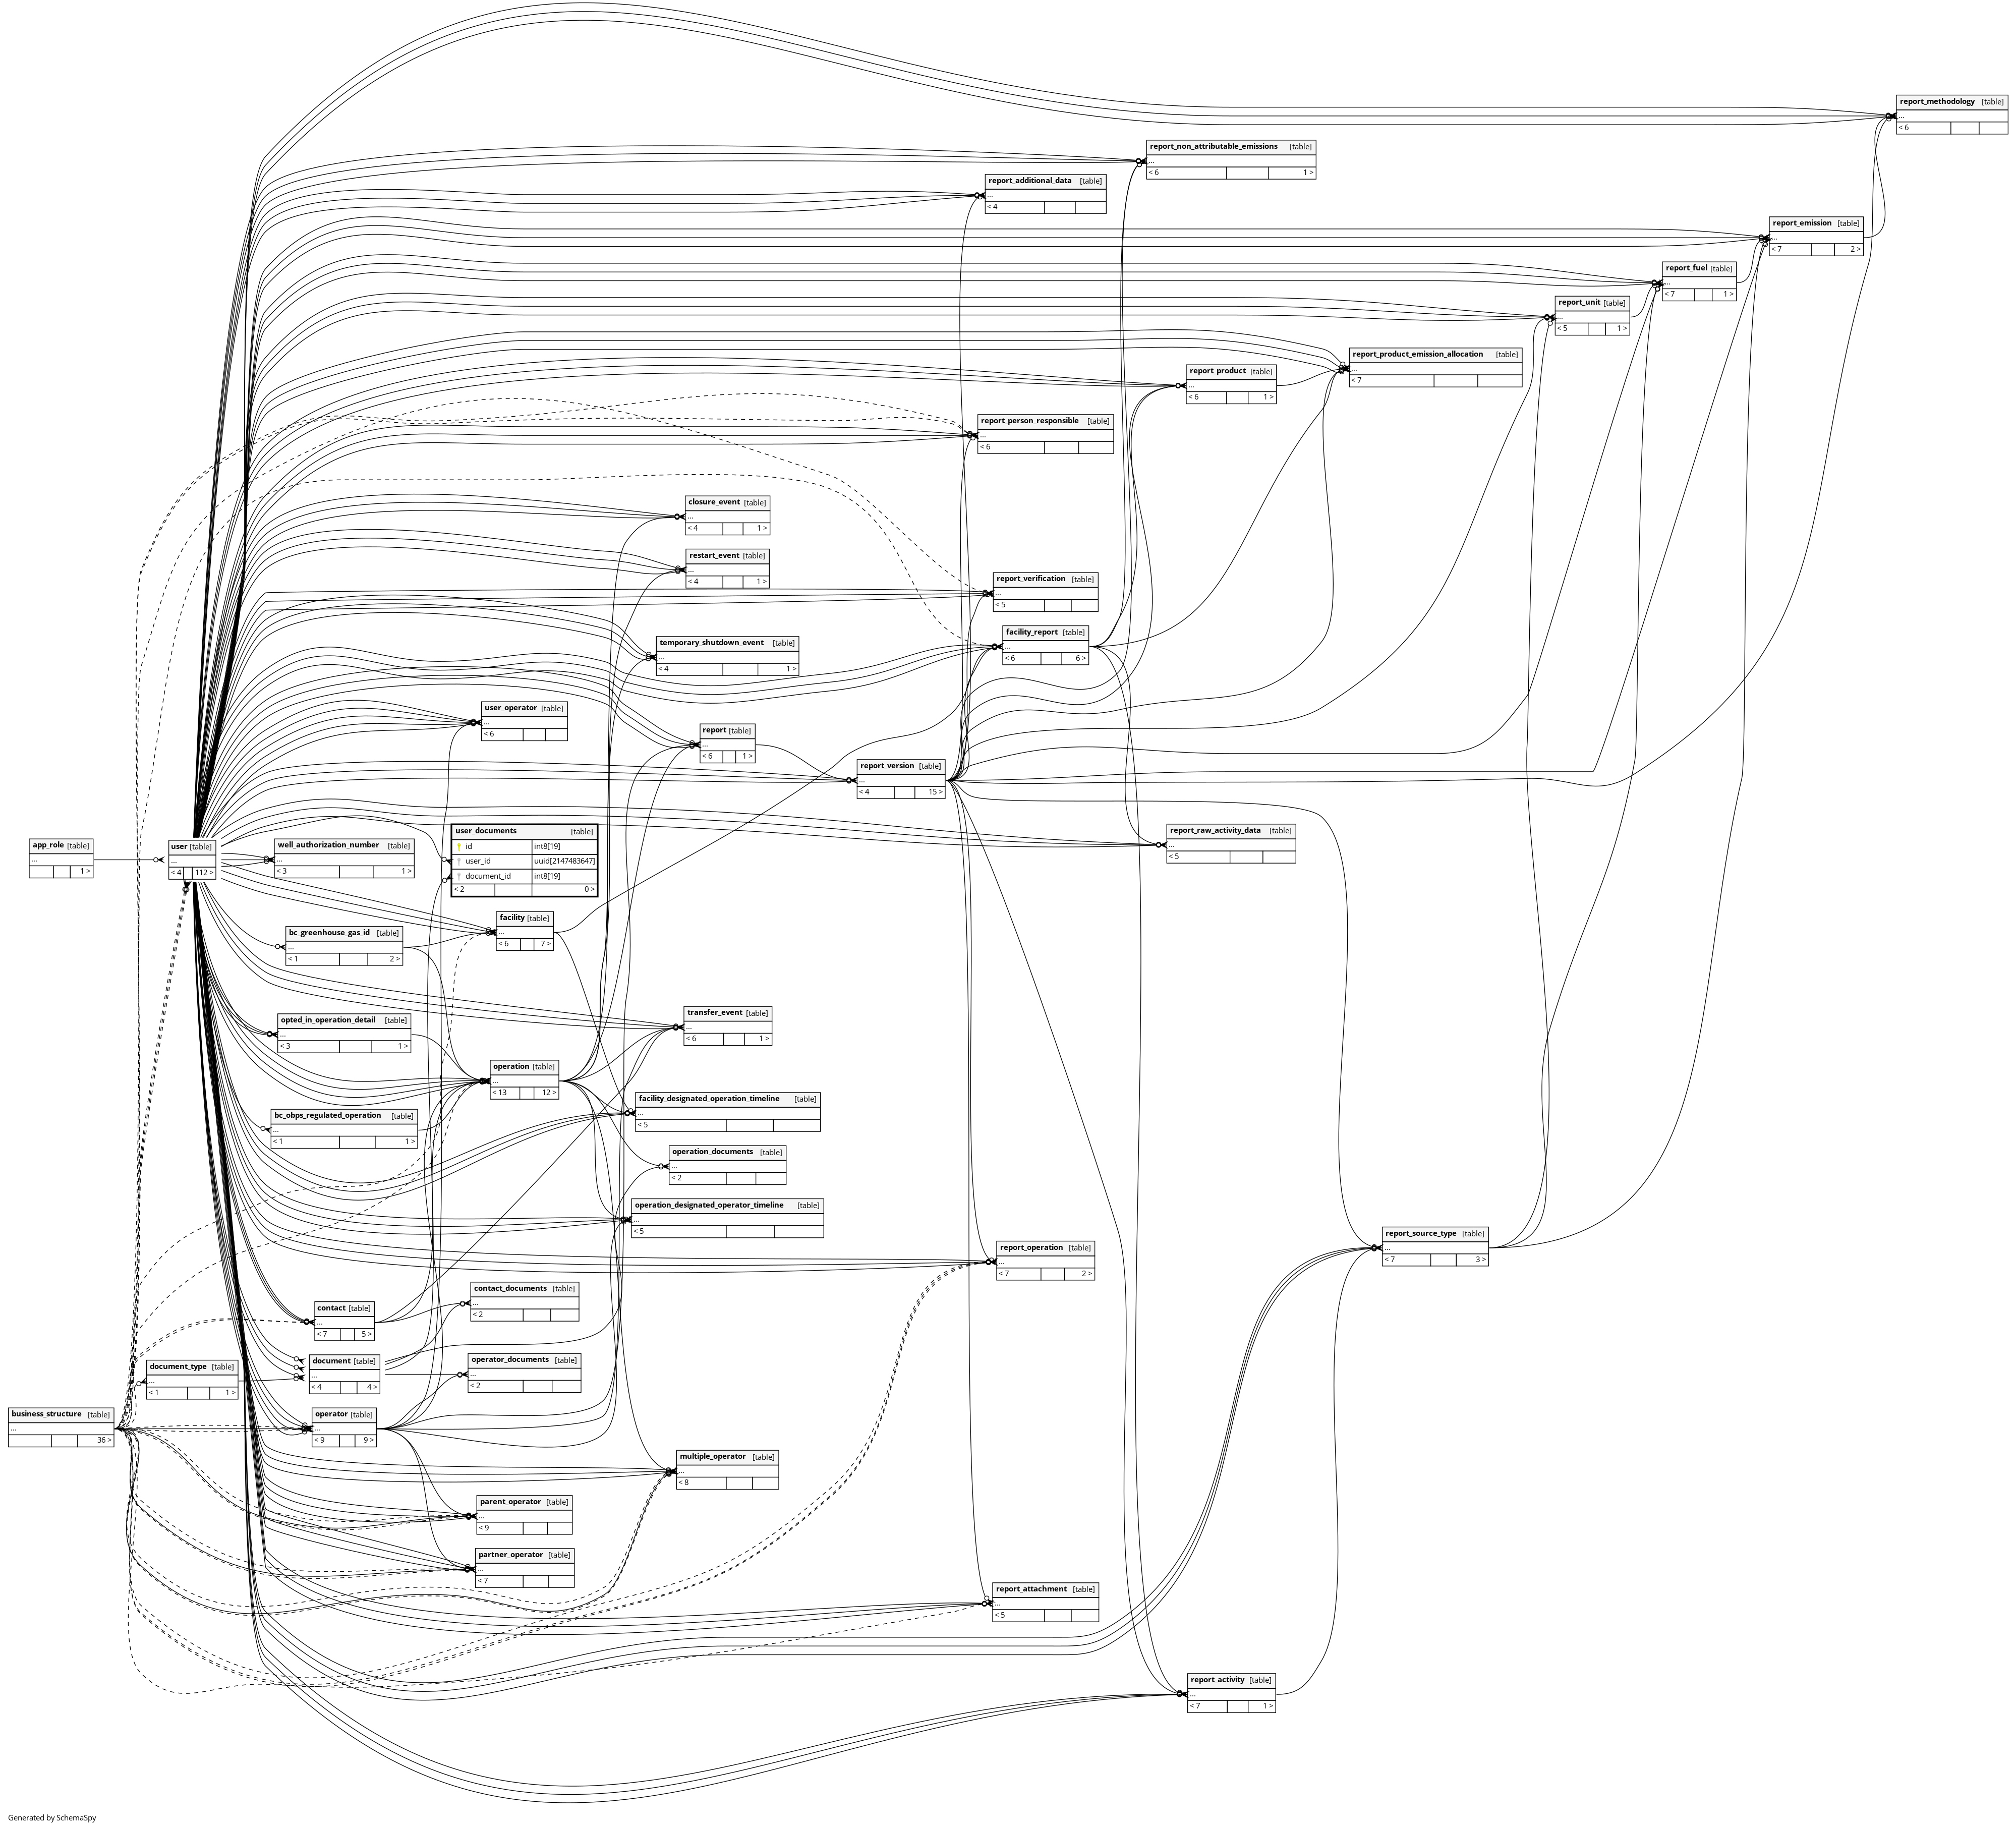 report_methodology [table]
...
< 6
report_non_attributable_emissions [table]
...
< 6 1 >
report_additional_data [table]
...
< 4
report_emission [table]
...
< 7 2 >
report_fuel [table]
...
< 7 1 >
report_unit [table]
...
< 5 1 >
report_product_emission_allocation [table]
...
< 7
report_product [table]
...
< 6 1 >
report_person_responsible [table]
...
< 6
closure_event [table]
...
< 4 1 >
restart_event [table]
...
< 4 1 >
report_verification [table]
...
< 5
facility_report [table]
...
< 6 6 >
temporary_shutdown_event [table]
...
< 4 1 >
user_operator [table]
...
< 6
report [table]
...
< 6 1 >
report_version [table]
...
< 4 15 >
report_raw_activity_data [table]
...
< 5
app_role [table]
...
1 >
user [table]
...
< 4 112 >
well_authorization_number [table]
...
< 3 1 >
user_documents [table]
id int8[19]
user_id uuid[2147483647]
document_id int8[19]
< 2 0 >
facility [table]
...
< 6 7 >
bc_greenhouse_gas_id [table]
...
< 1 2 >
transfer_event [table]
...
< 6 1 >
opted_in_operation_detail [table]
...
< 3 1 >
operation [table]
...
< 13 12 >
facility_designated_operation_timeline [table]
...
< 5
bc_obps_regulated_operation [table]
...
< 1 1 >
operation_documents [table]
...
< 2
operation_designated_operator_timeline [table]
...
< 5
report_source_type [table]
...
< 7 3 >
report_operation [table]
...
< 7 2 >
contact_documents [table]
...
< 2
contact [table]
...
< 7 5 >
document [table]
...
< 4 4 >
operator_documents [table]
...
< 2
document_type [table]
...
< 1 1 >
business_structure [table]
...
36 >
operator [table]
...
< 9 9 >
multiple_operator [table]
...
< 8
parent_operator [table]
...
< 9
partner_operator [table]
...
< 7
report_attachment [table]
...
< 5
report_activity [table]
...
< 7 1 >
Generated by SchemaSpy